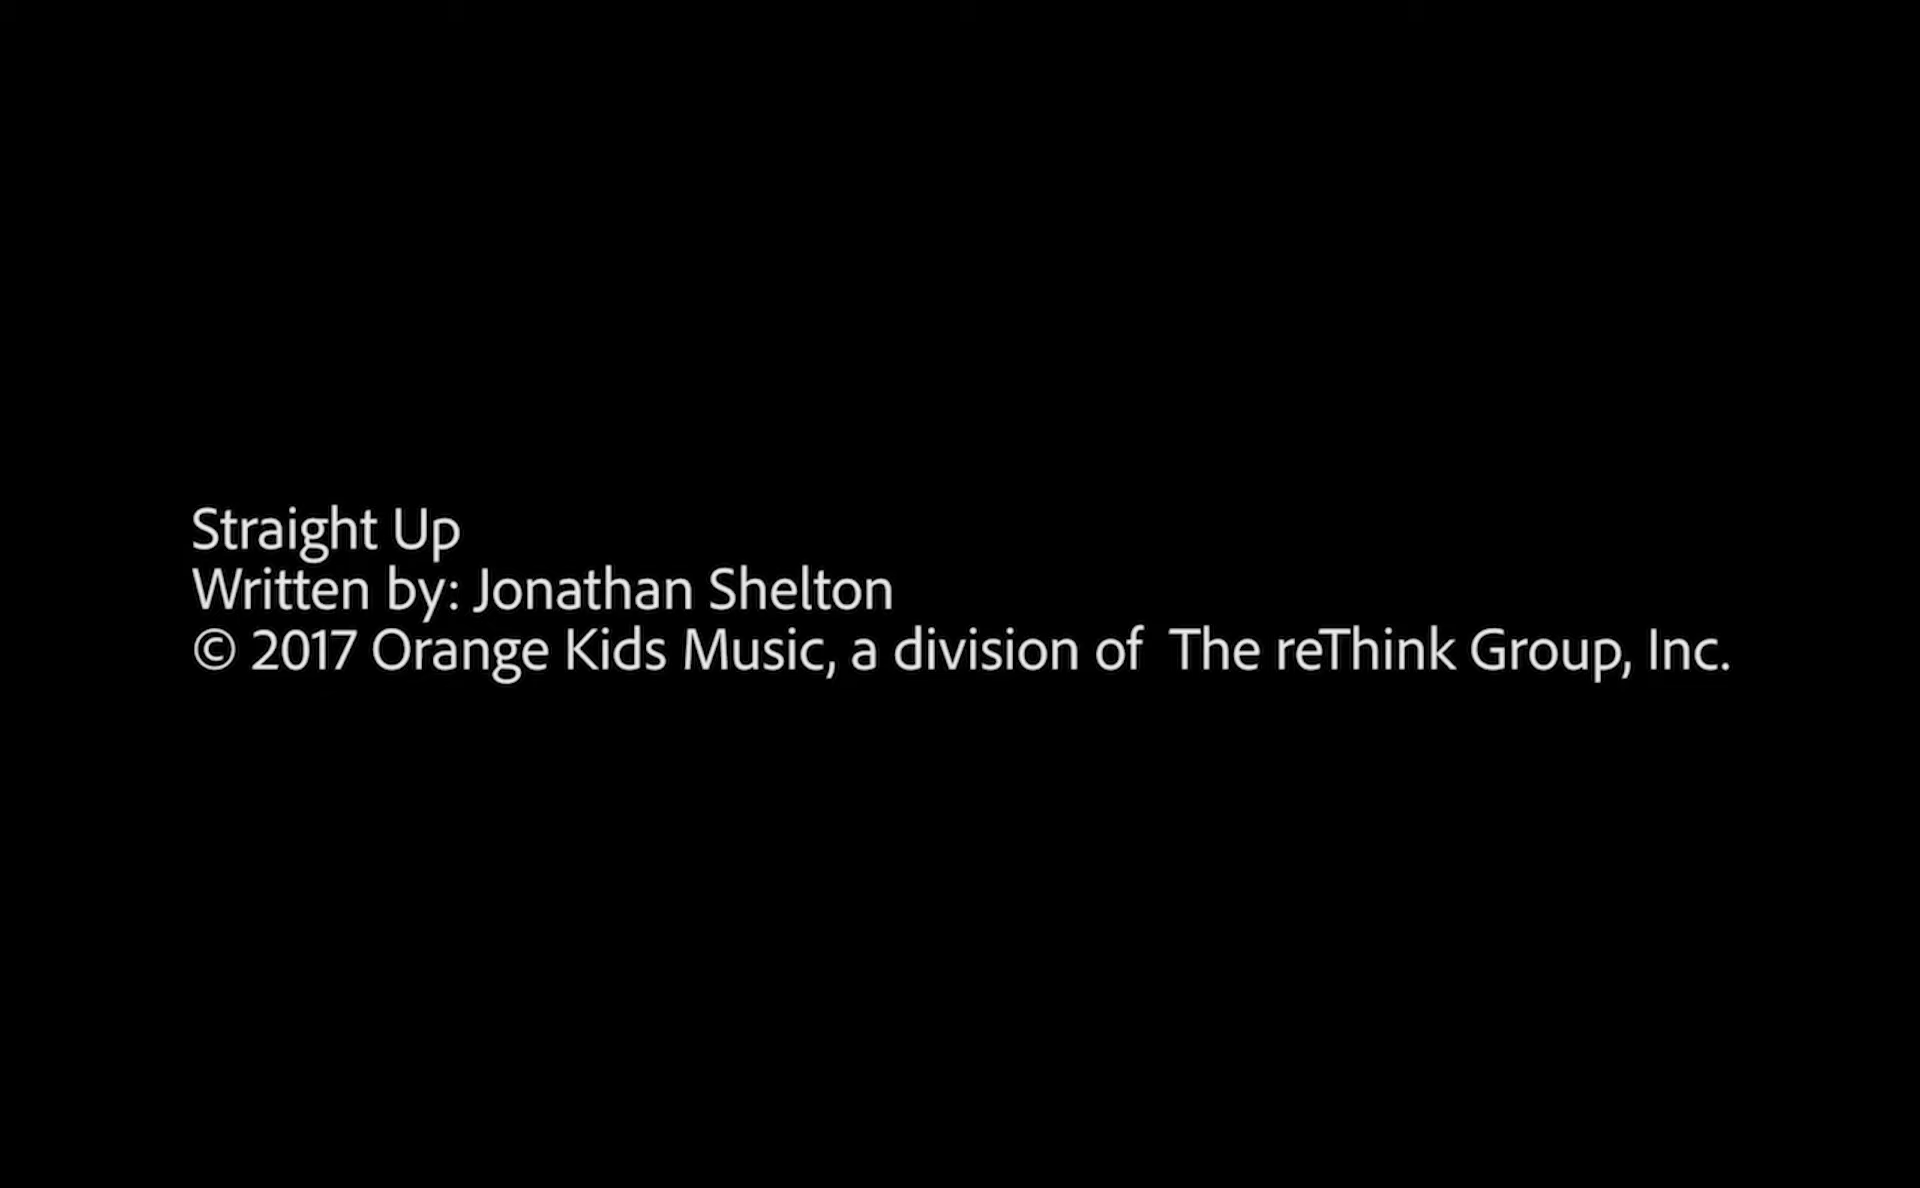 Straight Up
Written by: Jonathan Shelton
© 2017 Orange Kids Music, a division of  The reThink Group, Inc.